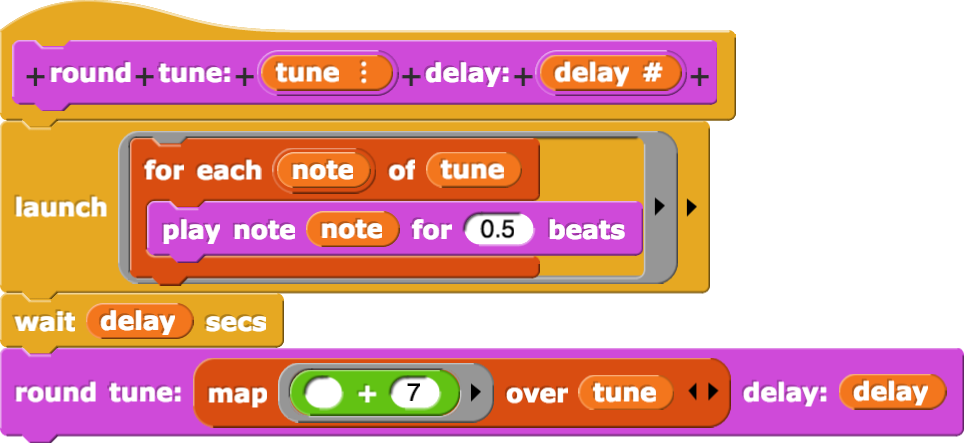 + round + tune: + tune ⋮ + delay: + delay # +
for each note of tune
launch
play note note for 0.5 beats
wait delay secs
round tune: map + 7 over tune delay: delay